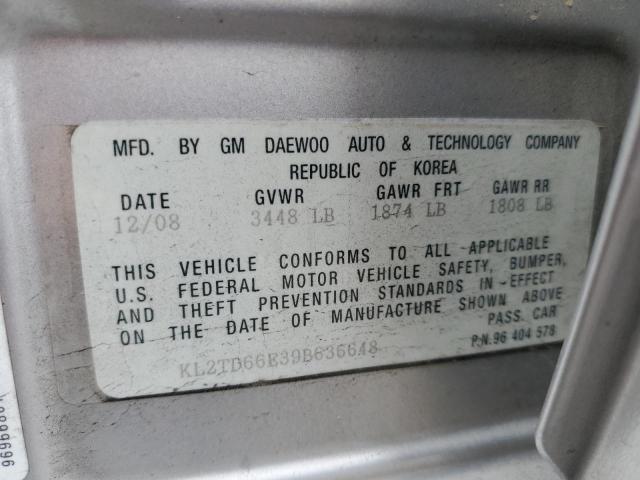 MFD. BY GM DAEWOO AUTO & TECHNOLOGY COMPANY
REPUBLIC OF KOREA
DATE GVWR GAWR FRT GAWR RR
12/08 3448 LB 1874 LB 1808 LB
THIS VEHICLE CONFORMS TO ALL APPLICABLE
U.S. FEDERAL MOTOR VEHICLE SAFETY, BUMPER,
AND THEFT PREVENTION STANDARDS IN EFFECT
ON THE DATE OF MANUFACTURE SHOWN ABOVE
PASS. CAR
KL2TD66E39B636648
P.N.96 404 578